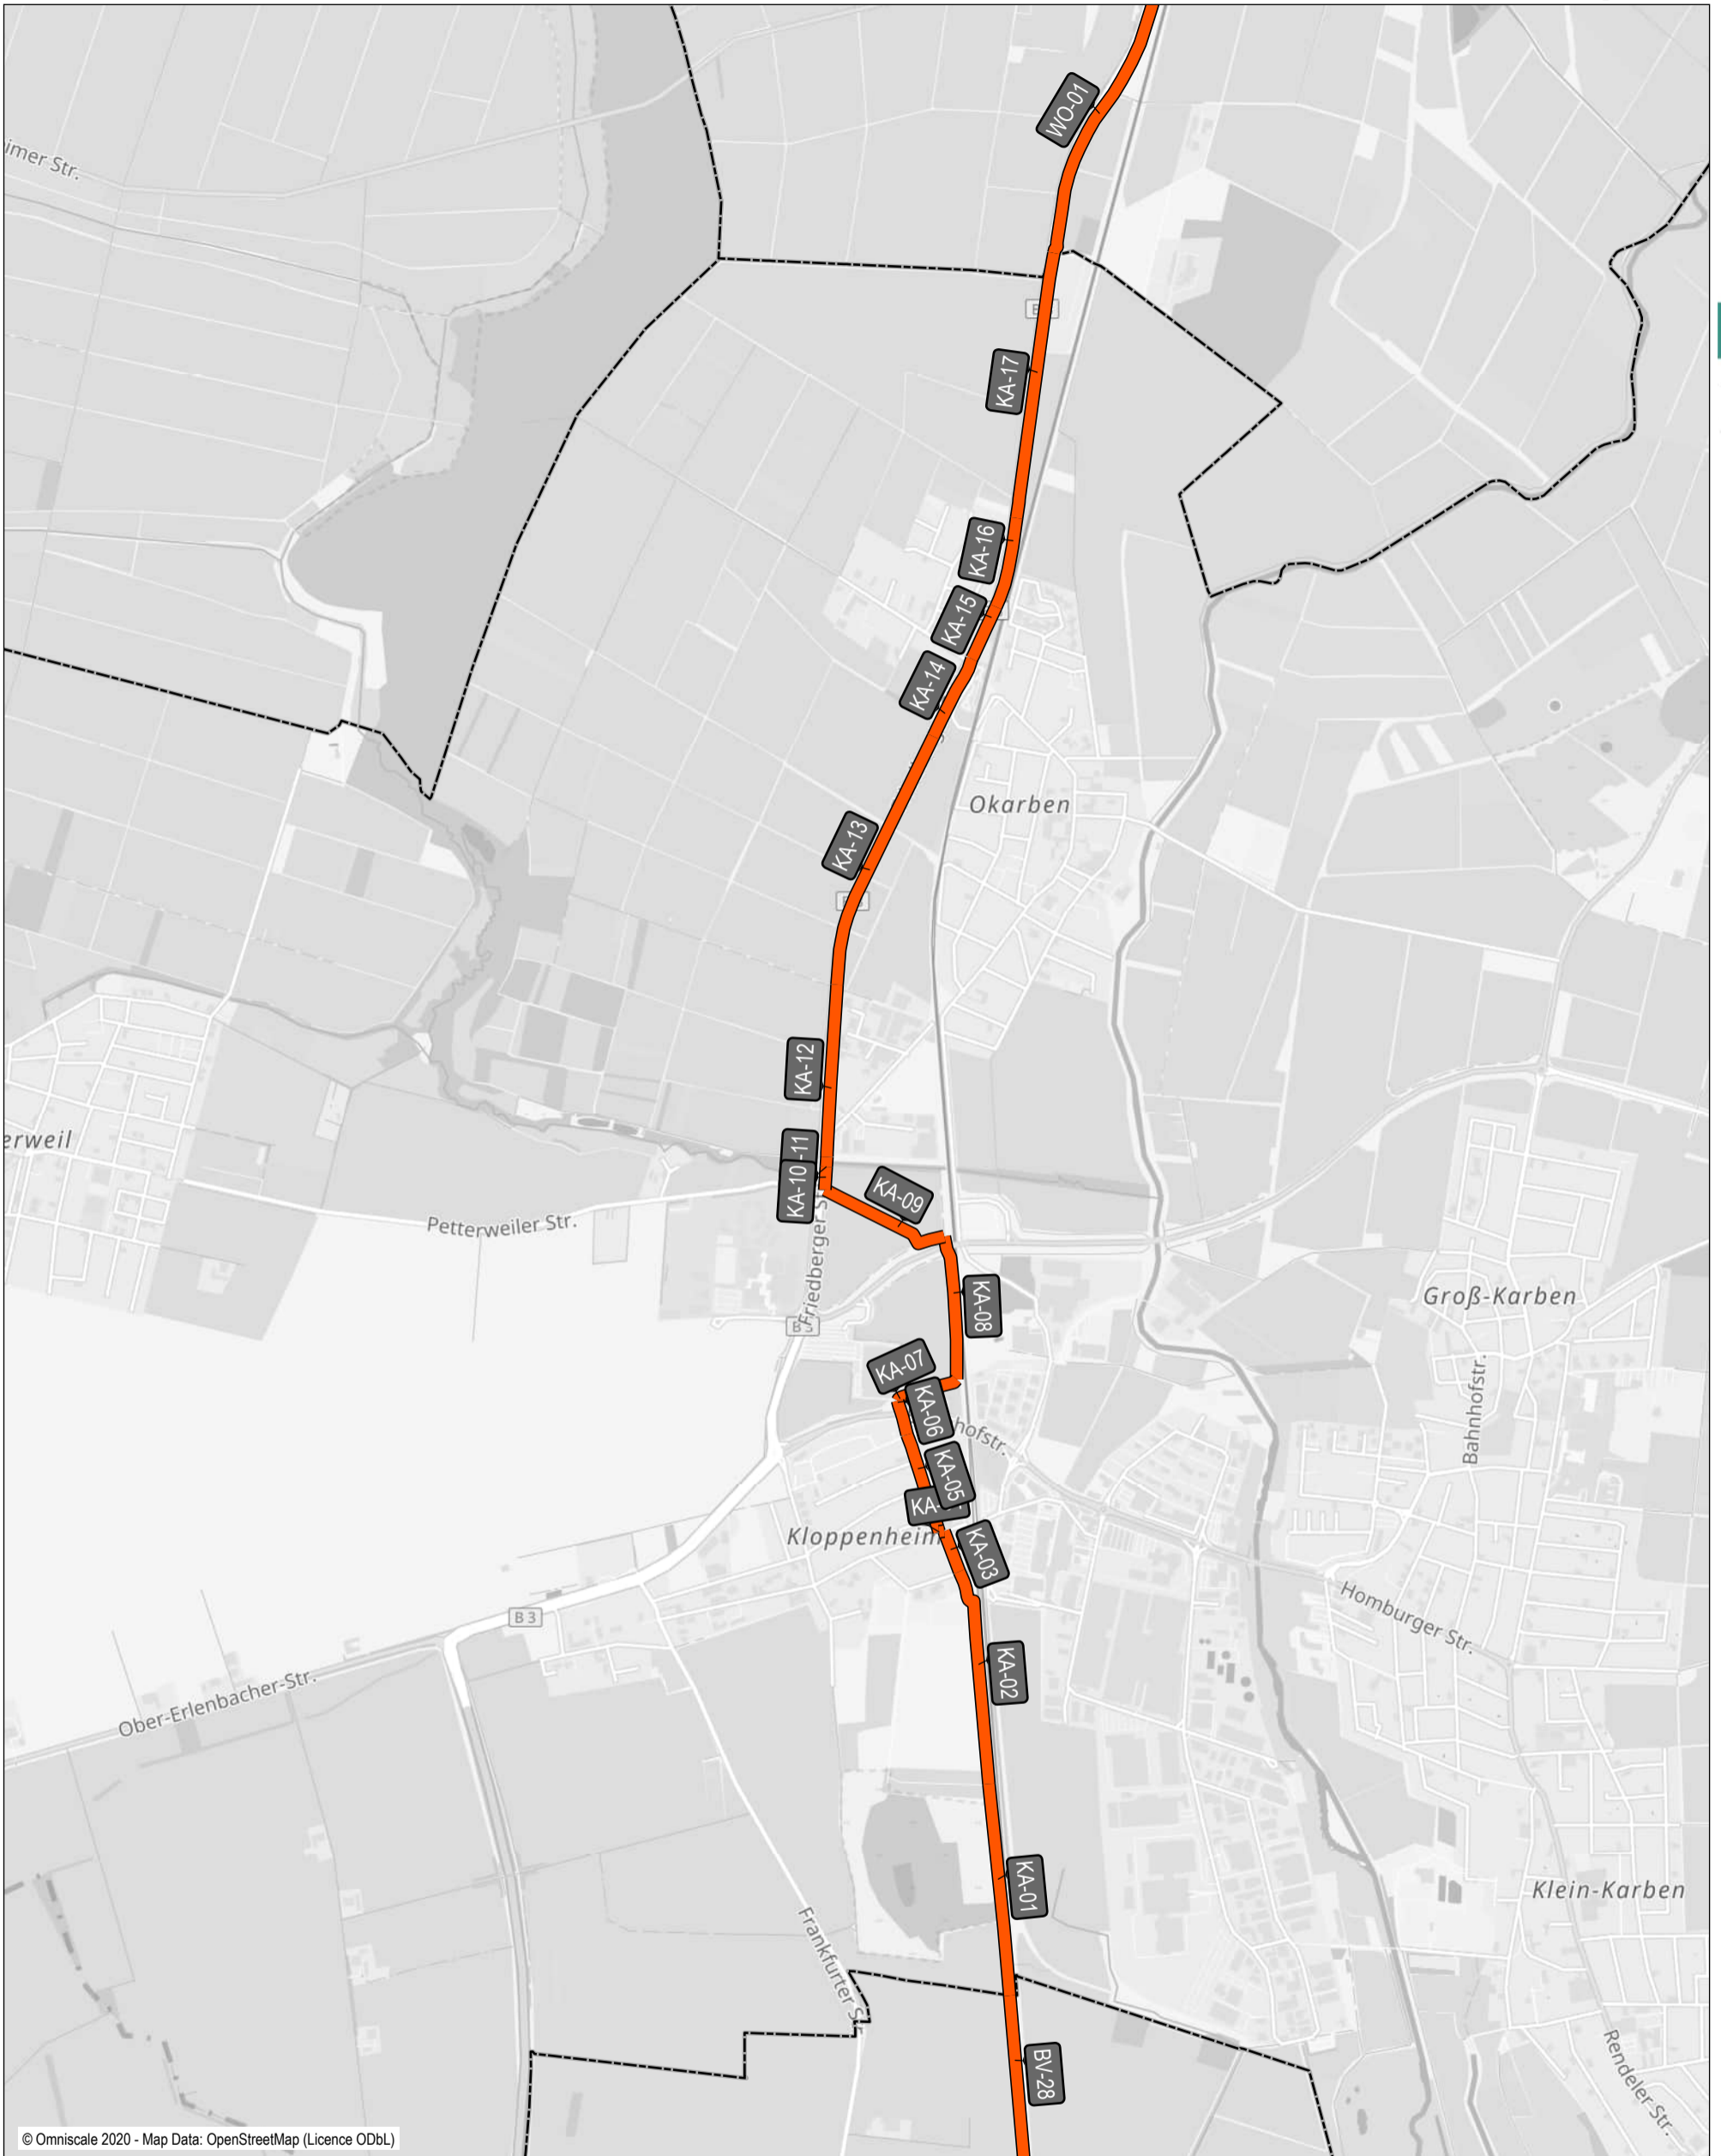 WO-01
imer Str.
KA-17
KA-16
KA-15
KA-14
Okarben
KA-13
KA-12
-11
KA-10
erweil
KA-09
Petterweiler Str.
Friedberger S
KA-08
Groß-Karben
KA-07
KA-06
hofstr.
Bahnhofstr.
KA-05
KA-
Kloppenheim
KA-03
Homburger Str.
B 3
KA-02
Ober-Erlenbacher-Str.
KA-01
Klein-Karben
Frankfurter St
BV-28
Rendeler Str.
© Omniscale 2020 - Map Data: OpenStreetMap (Licence ODbL)